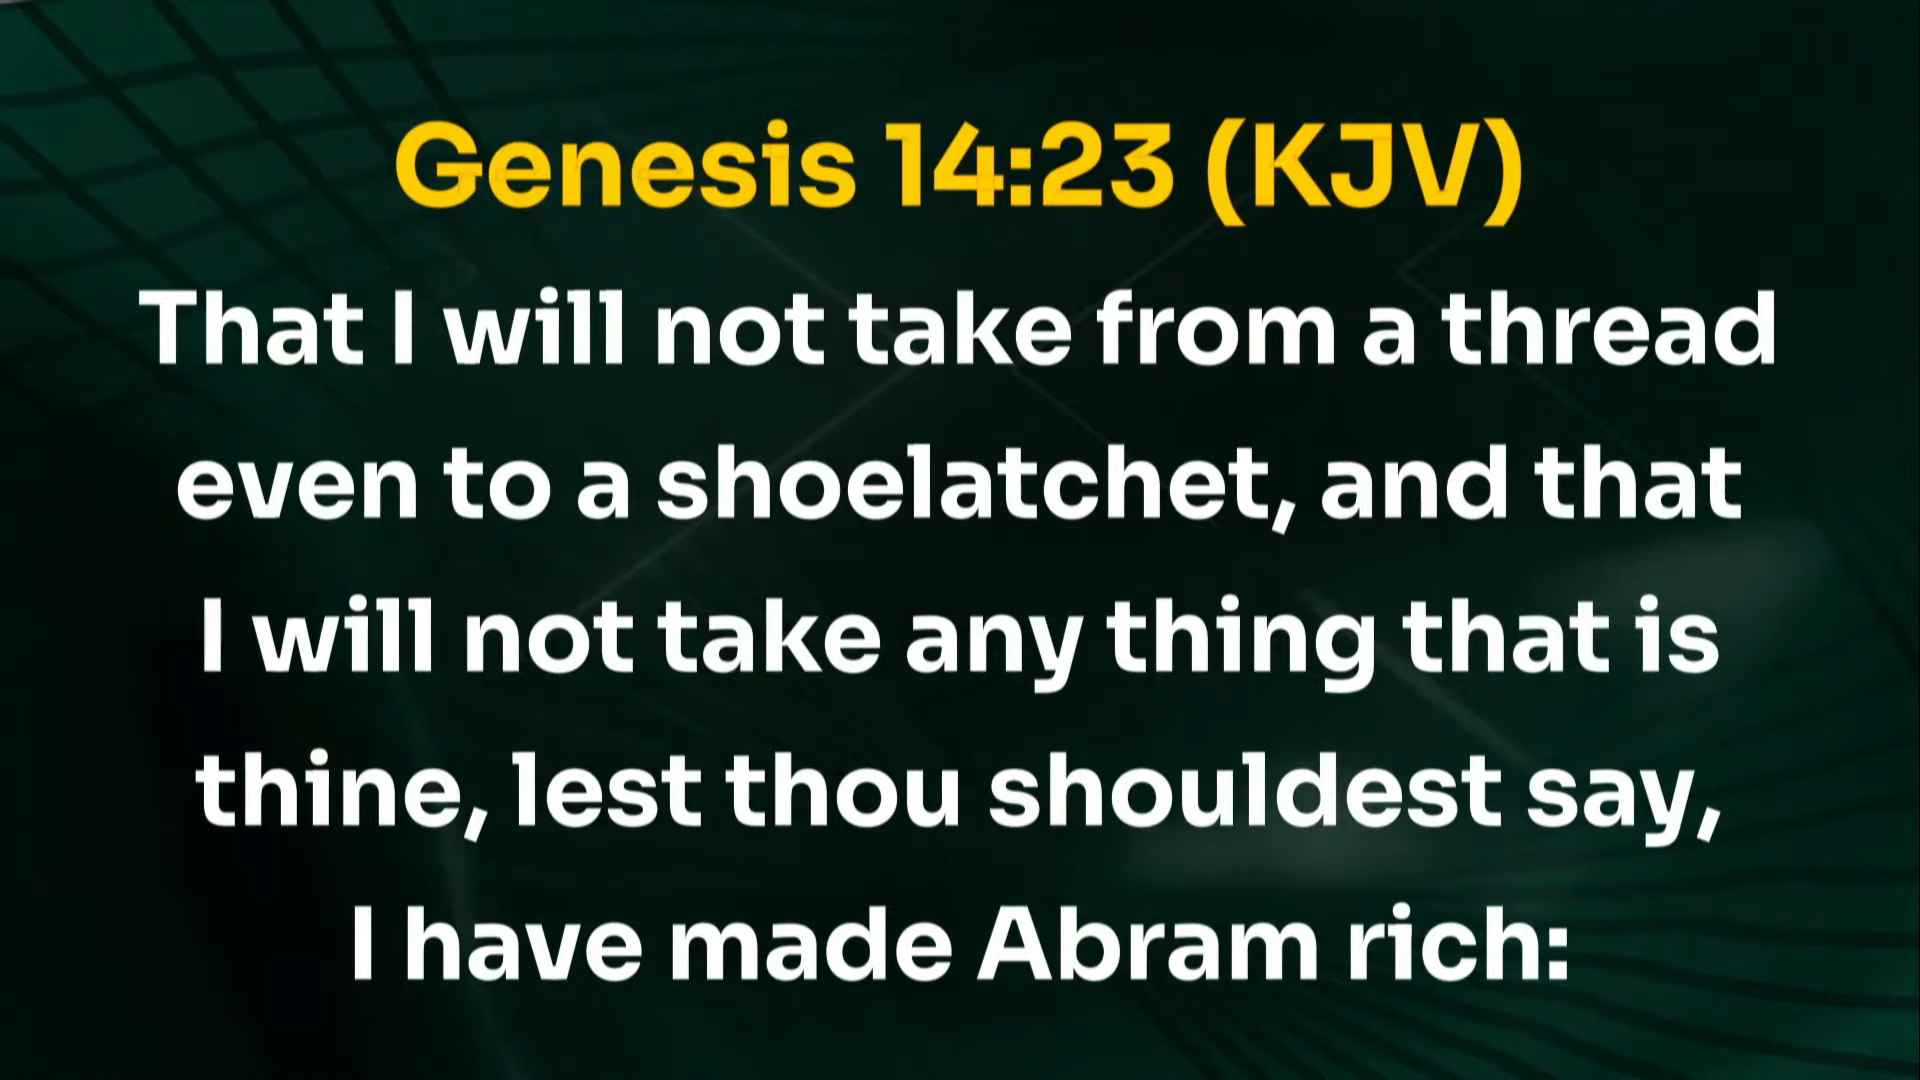 Genesis 14:23 (KJV)
That I will not take from a thread
even to a shoelatchet, and that
I will not take any thing that is
thine, lest thou shouldest say,
I have made Abram rich: